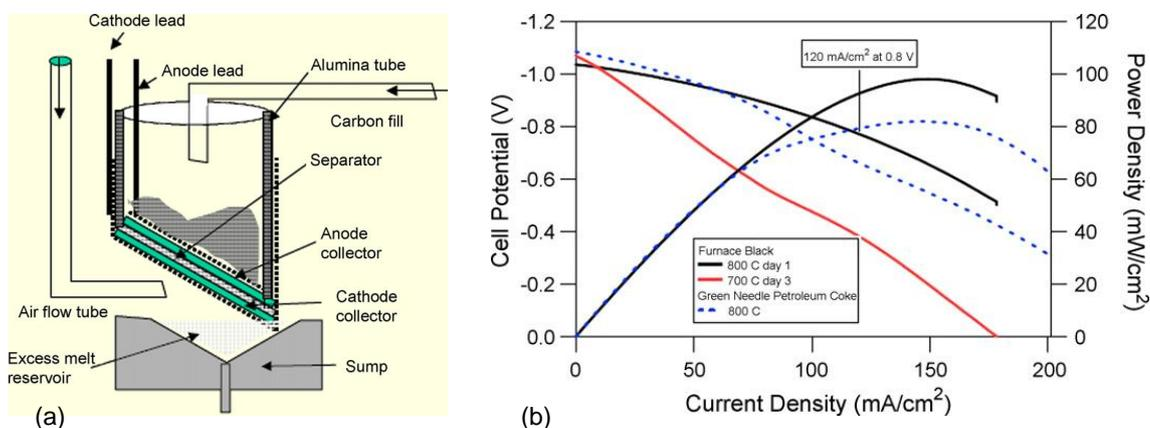 Cathode lead
Anode lead
Alumina tube
Carbon fill
Separator
Anode
collector
Cathode
collector
Air flow tube
Excess melt
reservoir
Sump
(a)
-1.2
-1.0
-0.8
-0.6
-0.4
-0.2
0.0
Cell Potential (V)
120 mA/cm² at 0.8 V
Furnace Black
800 C day 1
700 C day 3
Green Needle Petroleum Coke
800 C
120
100
80
60
40
20
0
Power Density (mW/cm²)
0
50
100
150
200
Current Density (mA/cm²)
(b)